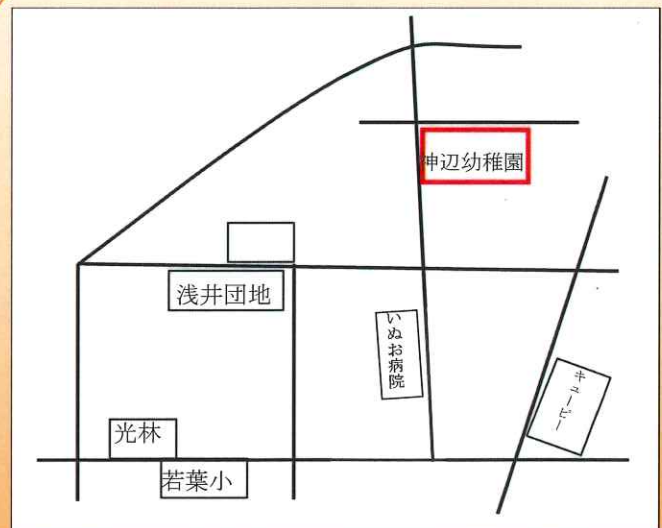 神辺幼稚園
浅井団地
いぬお病院
キューピー
光林
若葉小